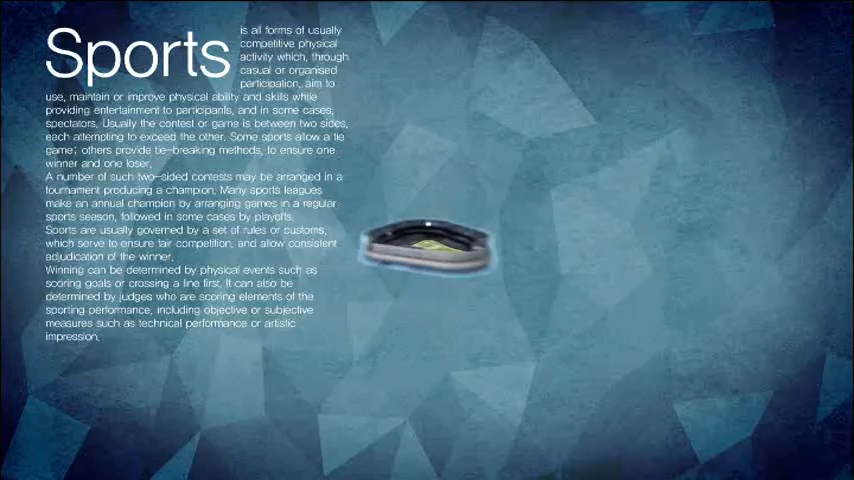 Sports is all forms of usually
competitive physical
activity which, through
casual or organised
participation, aim to
use, maintain or improve physical ability and skills while
providing entertainment to participants, and in some cases,
spectators. Usually the contest or game is between two sides,
each attempting to exceed the other. Some sports allow a tie
game; others provide tie-breaking methods, to ensure one
winner and one loser.
A number of such two-sided contests may be arranged in a
tournament producing a champion. Many sports leagues
make an annual champion by arranging games in a regular
sports season, followed in some cases by playoffs.
Sports are usually governed by a set of rules or customs,
which serve to ensure fair competition, and allow consistent
adjudication of the winner.
Winning can be determined by physical events such as
scoring goals or crossing a line first. It can also be
determined by judges who are scoring elements of the
sporting performance, including objective or subjective
measures such as technical performance or artistic
impression.